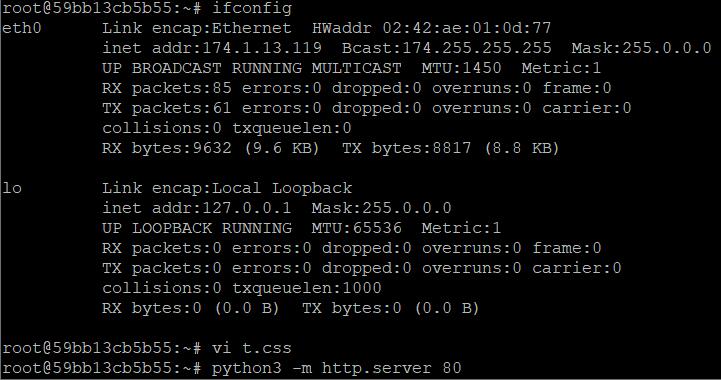 root@59bb13cb5b55:~# ifconfig
eth0      Link encap:Ethernet  HWaddr 02:42:ae:01:0d:77
          inet addr:174.1.13.119  Bcast:174.255.255.255  Mask:255.0.0.0
          UP BROADCAST RUNNING MULTICAST  MTU:1450  Metric:1
          RX packets:85 errors:0 dropped:0 overruns:0 frame:0
          TX packets:61 errors:0 dropped:0 overruns:0 carrier:0
          collisions:0 txqueuelen:0
          RX bytes:9632 (9.6 KB)  TX bytes:8817 (8.8 KB)

lo        Link encap:Local Loopback
          inet addr:127.0.0.1  Mask:255.0.0.0
          UP LOOPBACK RUNNING  MTU:65536  Metric:1
          RX packets:0 errors:0 dropped:0 overruns:0 frame:0
          TX packets:0 errors:0 dropped:0 overruns:0 carrier:0
          collisions:0 txqueuelen:1000
          RX bytes:0 (0.0 B)  TX bytes:0 (0.0 B)

root@59bb13cb5b55:~# vi t.css
root@59bb13cb5b55:~# python3 -m http.server 80